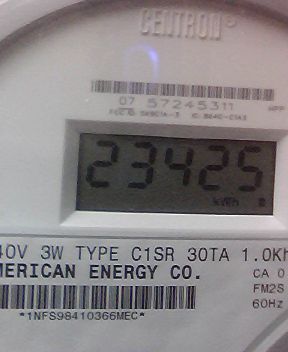 CENTRON®
07 57245311
23425
kWh
40V 3W TYPE C1SR 30TA 1.0Kh
MERICAN ENERGY CO.
CA 0
FM2S
60Hz
*1NFS98410366MEC*